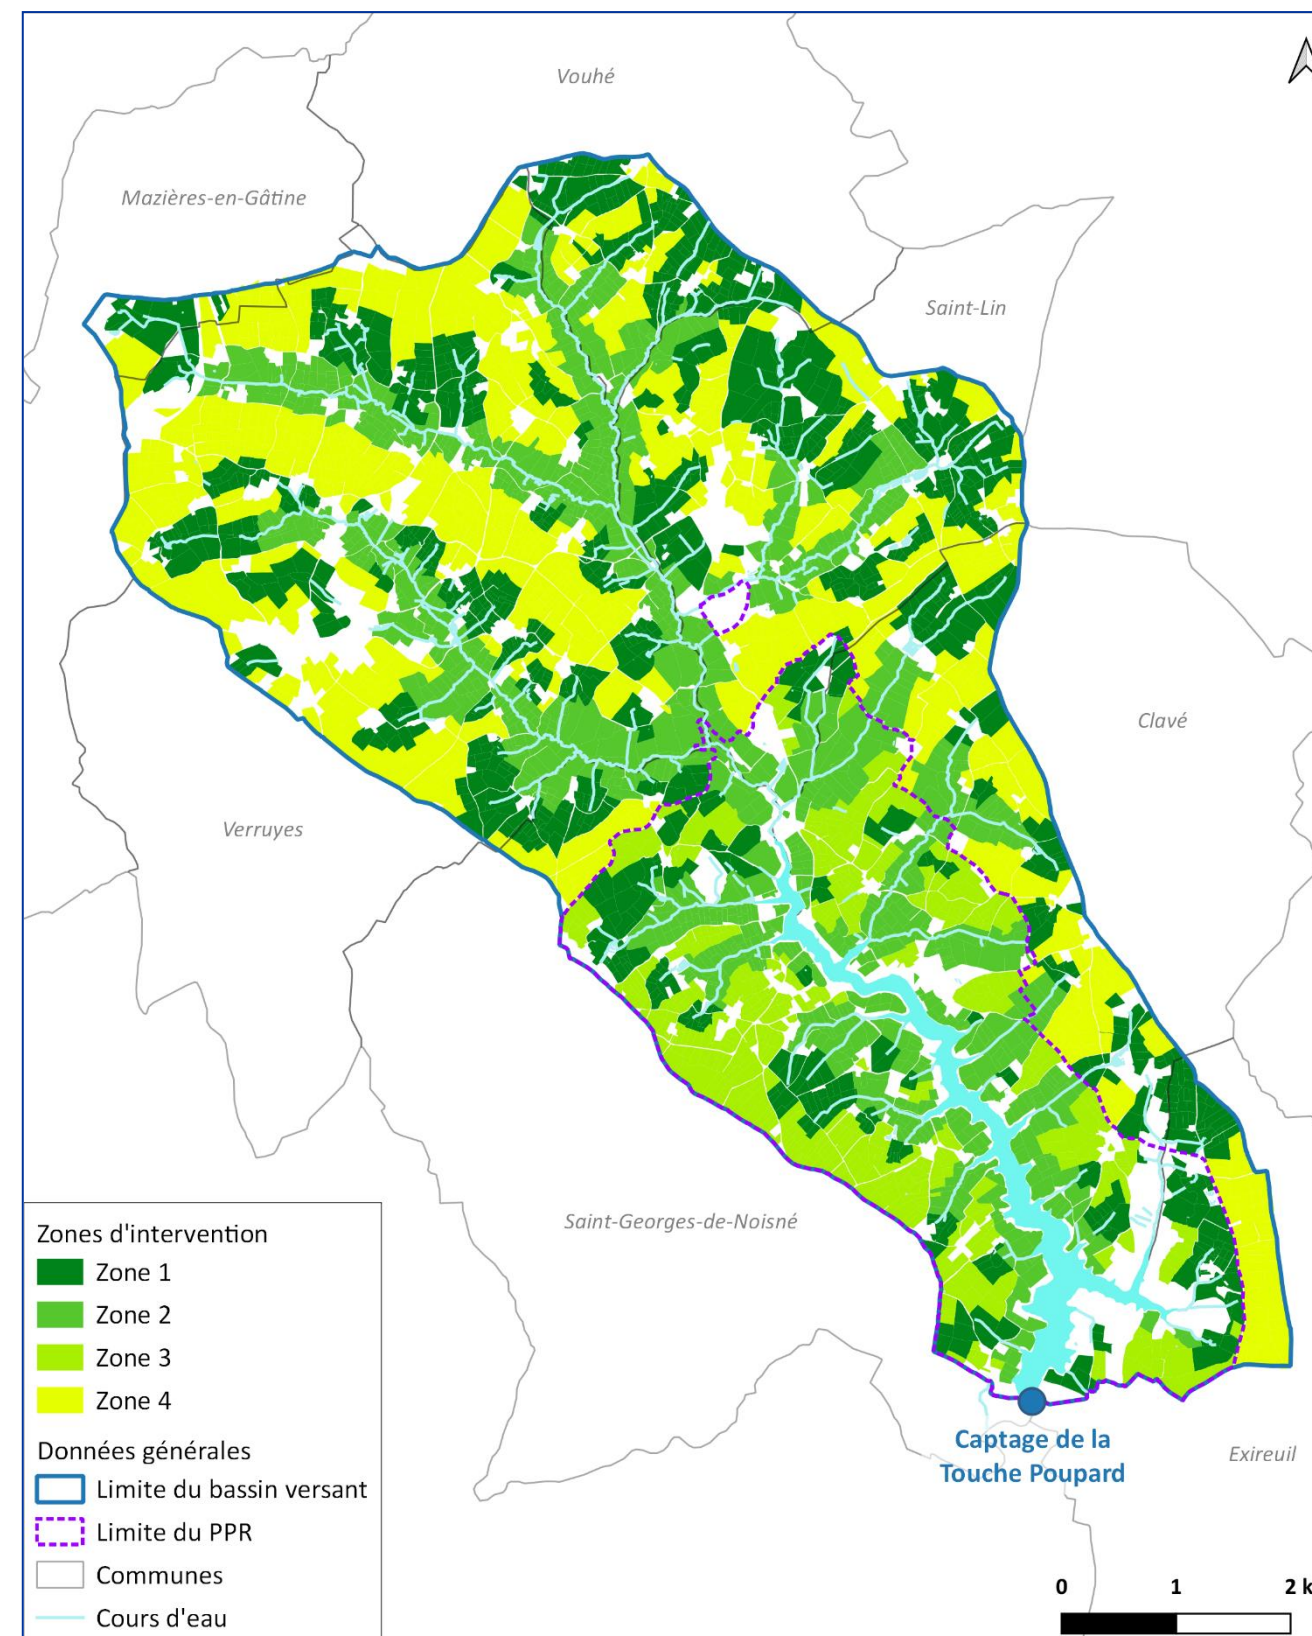 Vouhé
Mazières-en-Gâtine
Saint-Lin
Clavé
Verruyes
Saint-Georges-de-Noisné
Zones d'intervention
Zone 1
Zone 2
Zone 3
Zone 4
Données générales
Limite du bassin versant
Limite du PPR
Communes
Cours d'eau
Captage de la
Touche Poupard
Exireuil
0 1 2 k